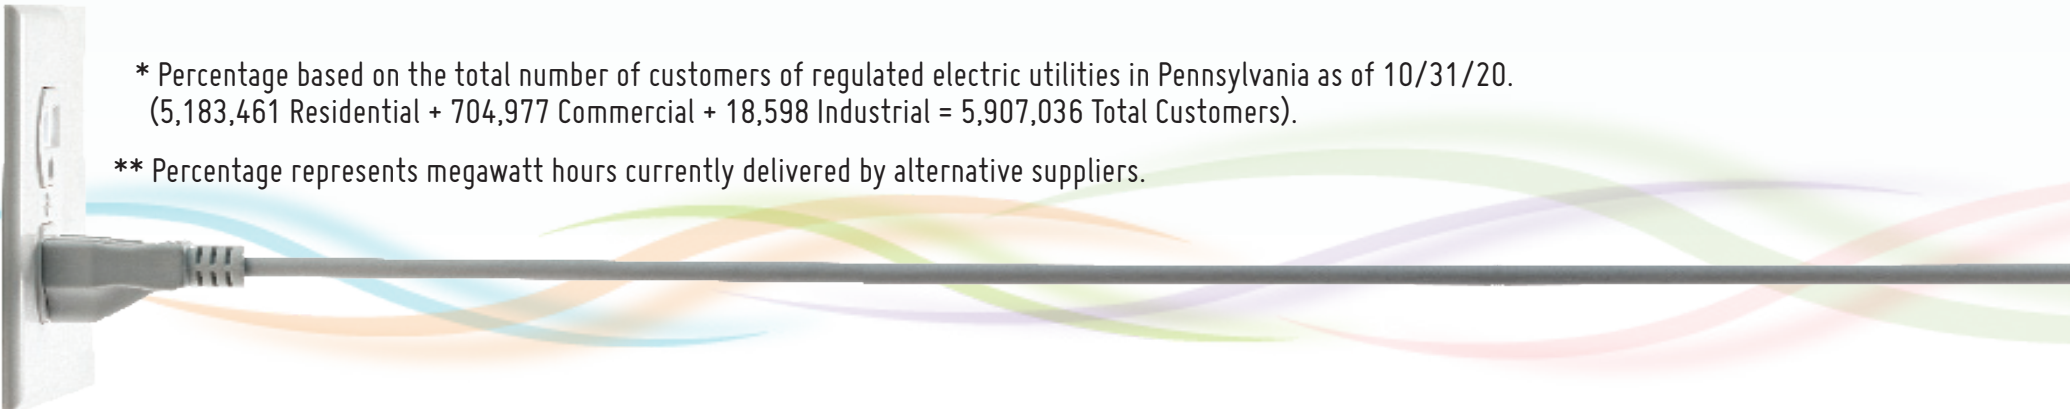 * Percentage based on the total number of customers of regulated electric utilities in Pennsylvania as of 10/31/20.
(5,183,461 Residential + 704,977 Commercial + 18,598 Industrial = 5,907,036 Total Customers).
** Percentage represents megawatt hours currently delivered by alternative suppliers.